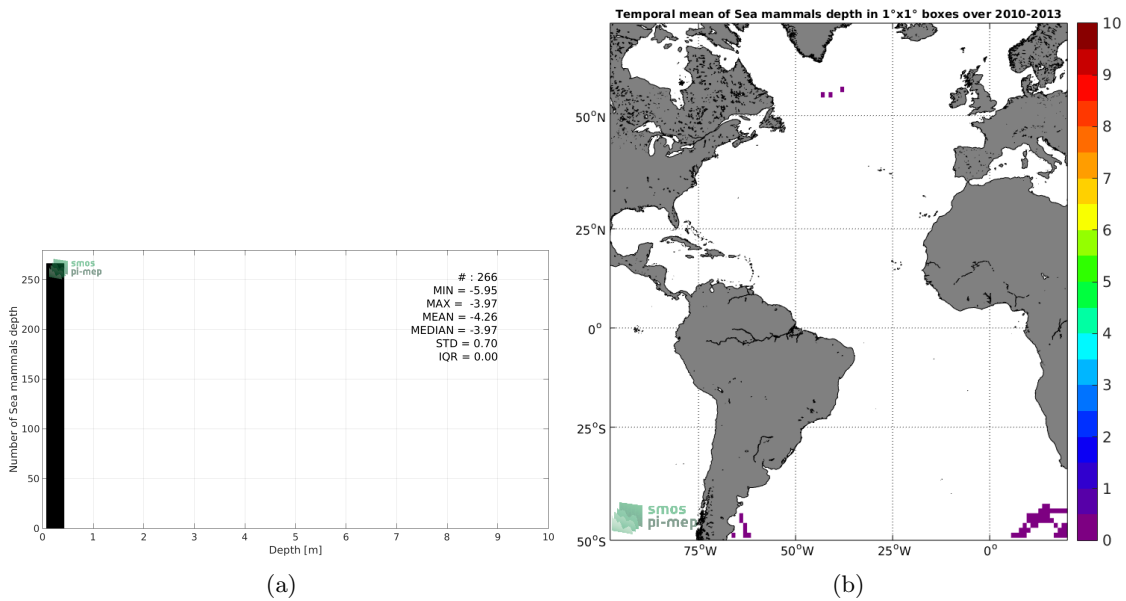 Number of Sea mammals depth
250
200
150
100
50
0
smos
pi-mep
# : 266
MIN = -5.95
MAX = -3.97
MEAN = -4.26
MEDIAN = -3.97
STD = 0.70
IQR = 0.00
0 1 2 3 4 5 6 7 8 9 10
Depth [m]
(a)
Temporal mean of Sea mammals depth in 1°x1° boxes over 2010-2013
50°N
25°N
0°
25°S
50°S
smos
pi-mep
75°W 50°W 25°W 0°
10
9
8
7
6
5
4
3
2
1
0
(b)